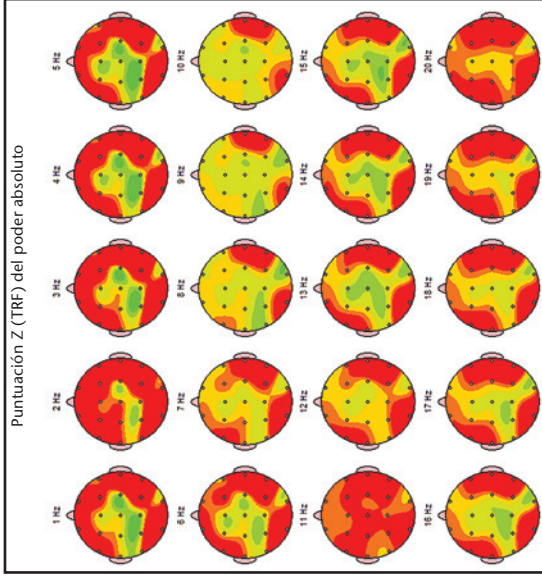 Puntuación Z (TRF) del poder absoluto
1 Hz 2 Hz 3 Hz 4 Hz 5 Hz
6 Hz 7 Hz 8 Hz 9 Hz 10 Hz
11 Hz 12 Hz 13 Hz 14 Hz 15 Hz
16 Hz 17 Hz 18 Hz 19 Hz 20 Hz